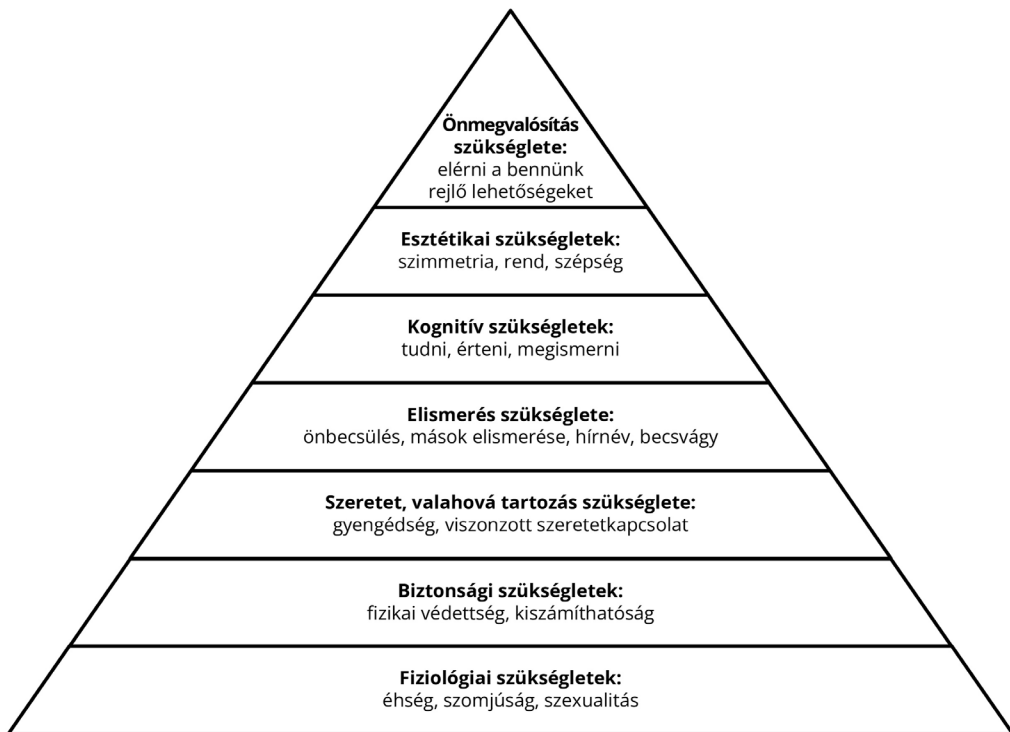 Önmegvalósítás
szükséglete:
elérni a bennünk
rejlő lehetőségeket
Esztétikai szükségletek:
szimmetria, rend, szépség
Kognitív szükségletek:
tudni, érteni, megismerni
Elismerés szükséglete:
önbecsülés, mások elismerése, hírnév, becsvágy
Szeretet, valahová tartozás szükséglete:
gyengédség, viszonzott szeretetkapcsolat
Biztonsági szükségletek:
fizikai védettség, kiszámíthatóság
Fiziológiai szükségletek:
éhség, szomjúság, szexualitás